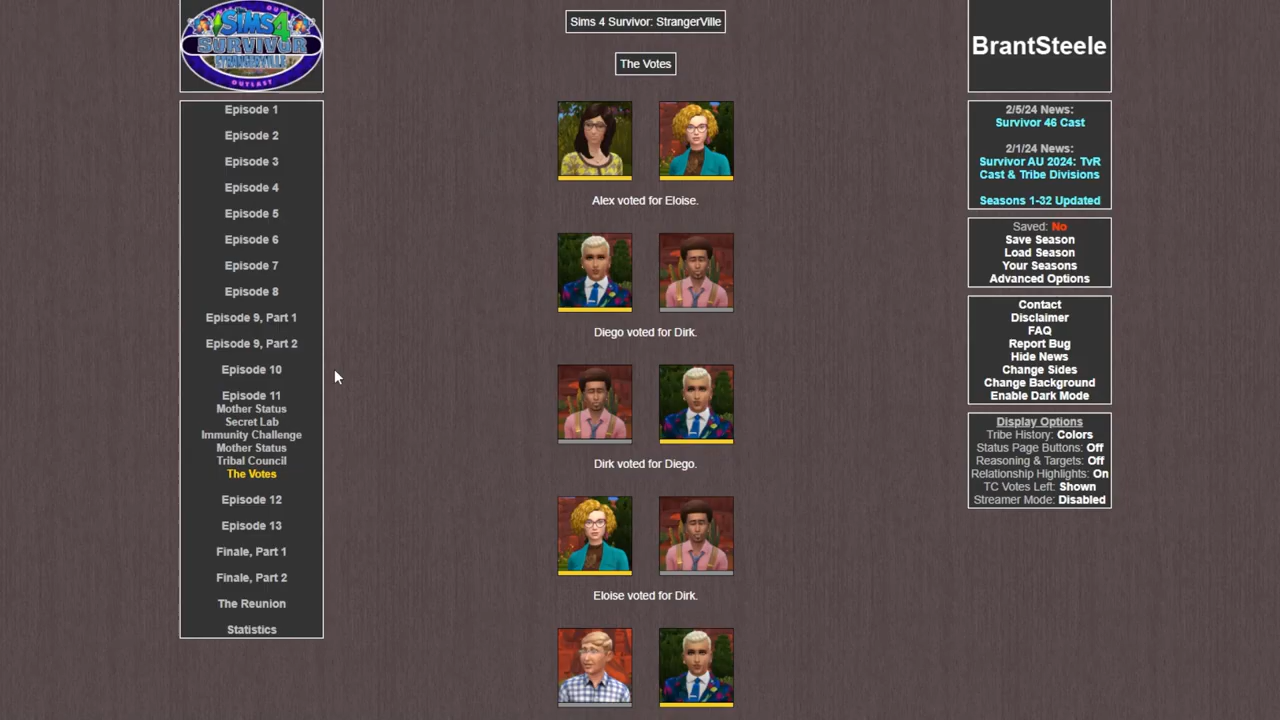 SiMS4
SURVIVOR
STRANGERVILLE
OUTLAST
Episode 1
Episode 2
Episode 3
Episode 4
Episode 5
Episode 6
Episode 7
Episode 8
Episode 9, Part 1
Episode 9, Part 2
Episode 10
Episode 11
Mother Status
Secret Lab
Immunity Challenge
Mother Status
Tribal Council
The Votes
Episode 12
Episode 13
Finale, Part 1
Finale, Part 2
The Reunion
Statistics
Sims 4 Survivor: StrangerVille
The Votes
Alex voted for Eloise.
Diego voted for Dirk.
Dirk voted for Diego.
Eloise voted for Dirk.
BrantSteele
2/5/24 News:
Survivor 46 Cast
2/1/24 News:
Survivor AU 2024: TvR
Cast & Tribe Divisions
Seasons 1-32 Updated
Saved: No
Save Season
Load Season
Your Seasons
Advanced Options
Contact
Disclaimer
FAQ
Report Bug
Hide News
Change Sides
Change Background
Enable Dark Mode
Display Options
Tribe History: Colors
Status Page Buttons: Off
Reasoning & Targets: Off
Relationship Highlights: On
TC Votes Left: Shown
Streamer Mode: Disabled